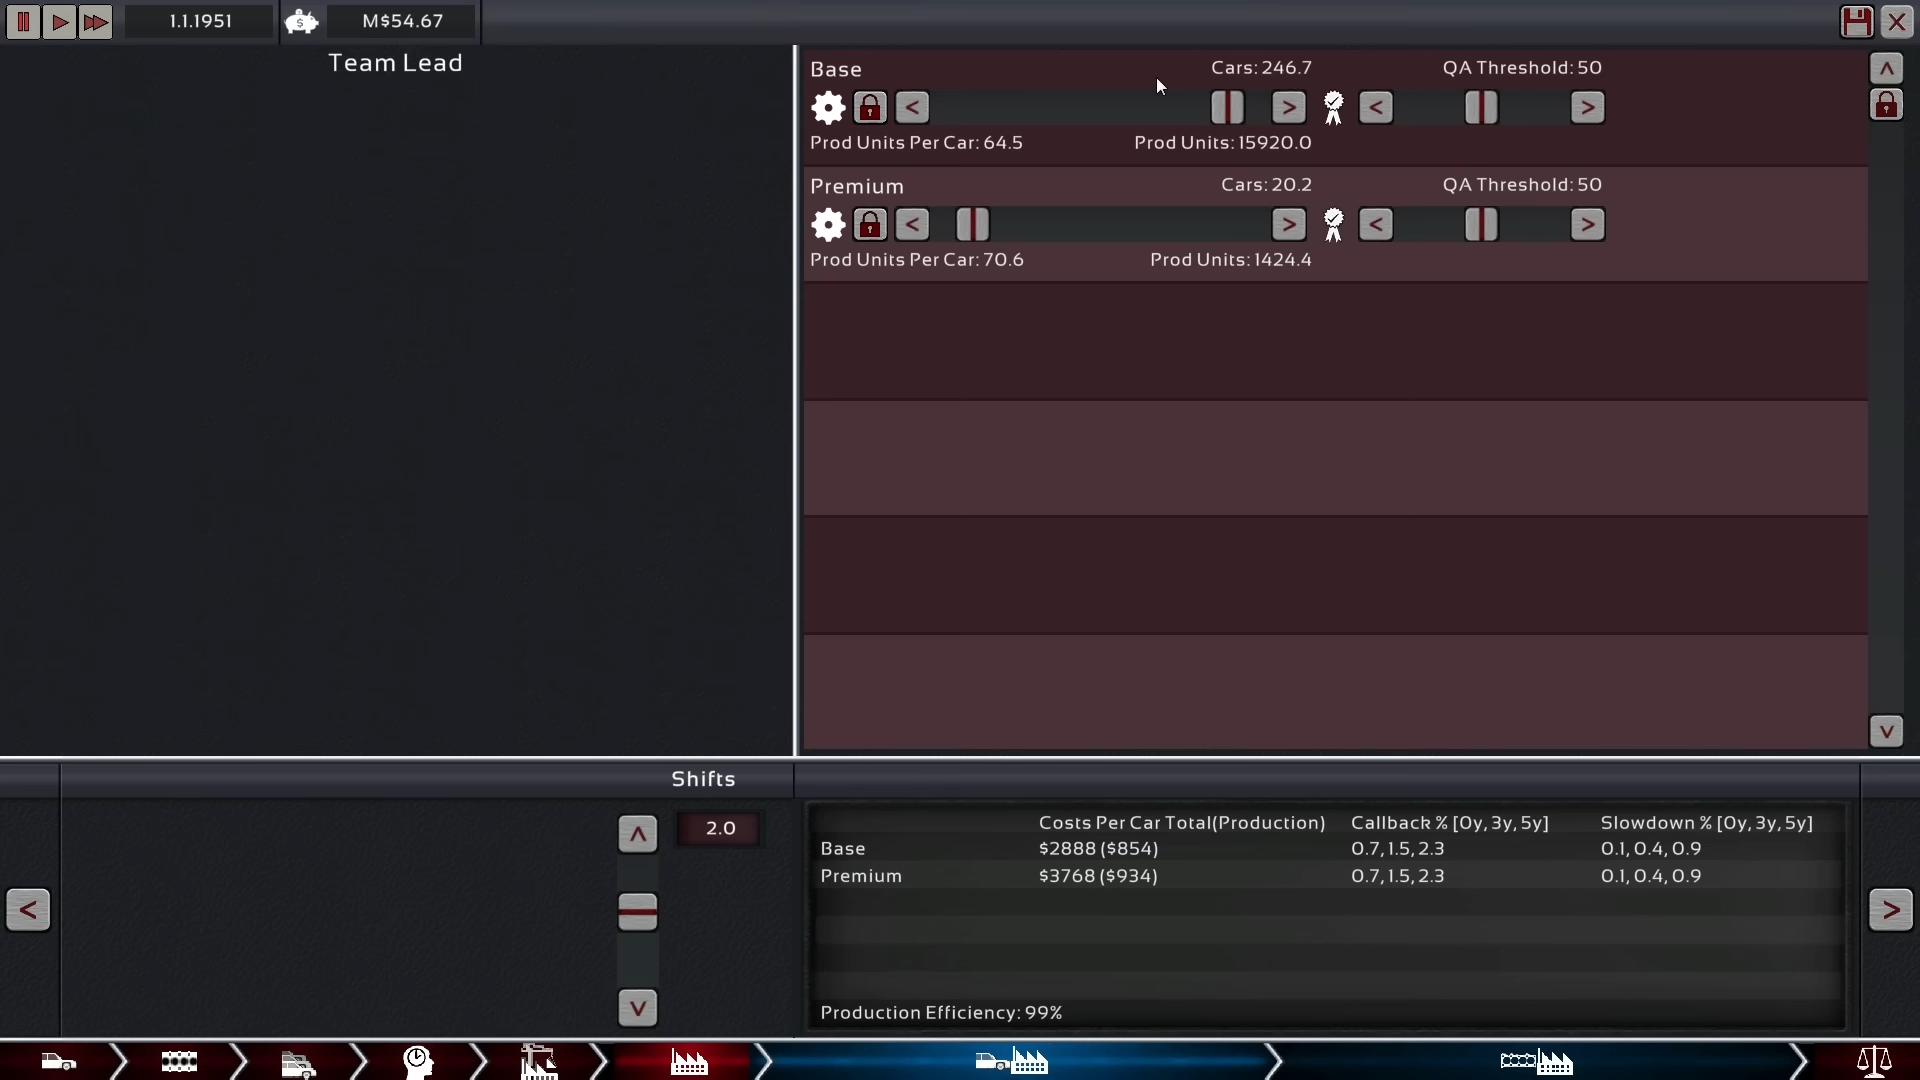 1.1.1951
M$54.67
Team Lead
Base
Cars: 246.7
QA Threshold: 50
Prod Units Per Car: 64.5
Prod Units: 15920.0
Premium
Cars: 20.2
QA Threshold: 50
Prod Units Per Car: 70.6
Prod Units: 1424.4
Shifts
2.0
Costs Per Car Total(Production)
Callback % [0y, 3y, 5y]
Slowdown % [0y, 3y, 5y]
Base
$2888 ($854)
0.7, 1.5, 2.3
0.1, 0.4, 0.9
Premium
$3768 ($934)
0.7, 1.5, 2.3
0.1, 0.4, 0.9
Production Efficiency: 99%